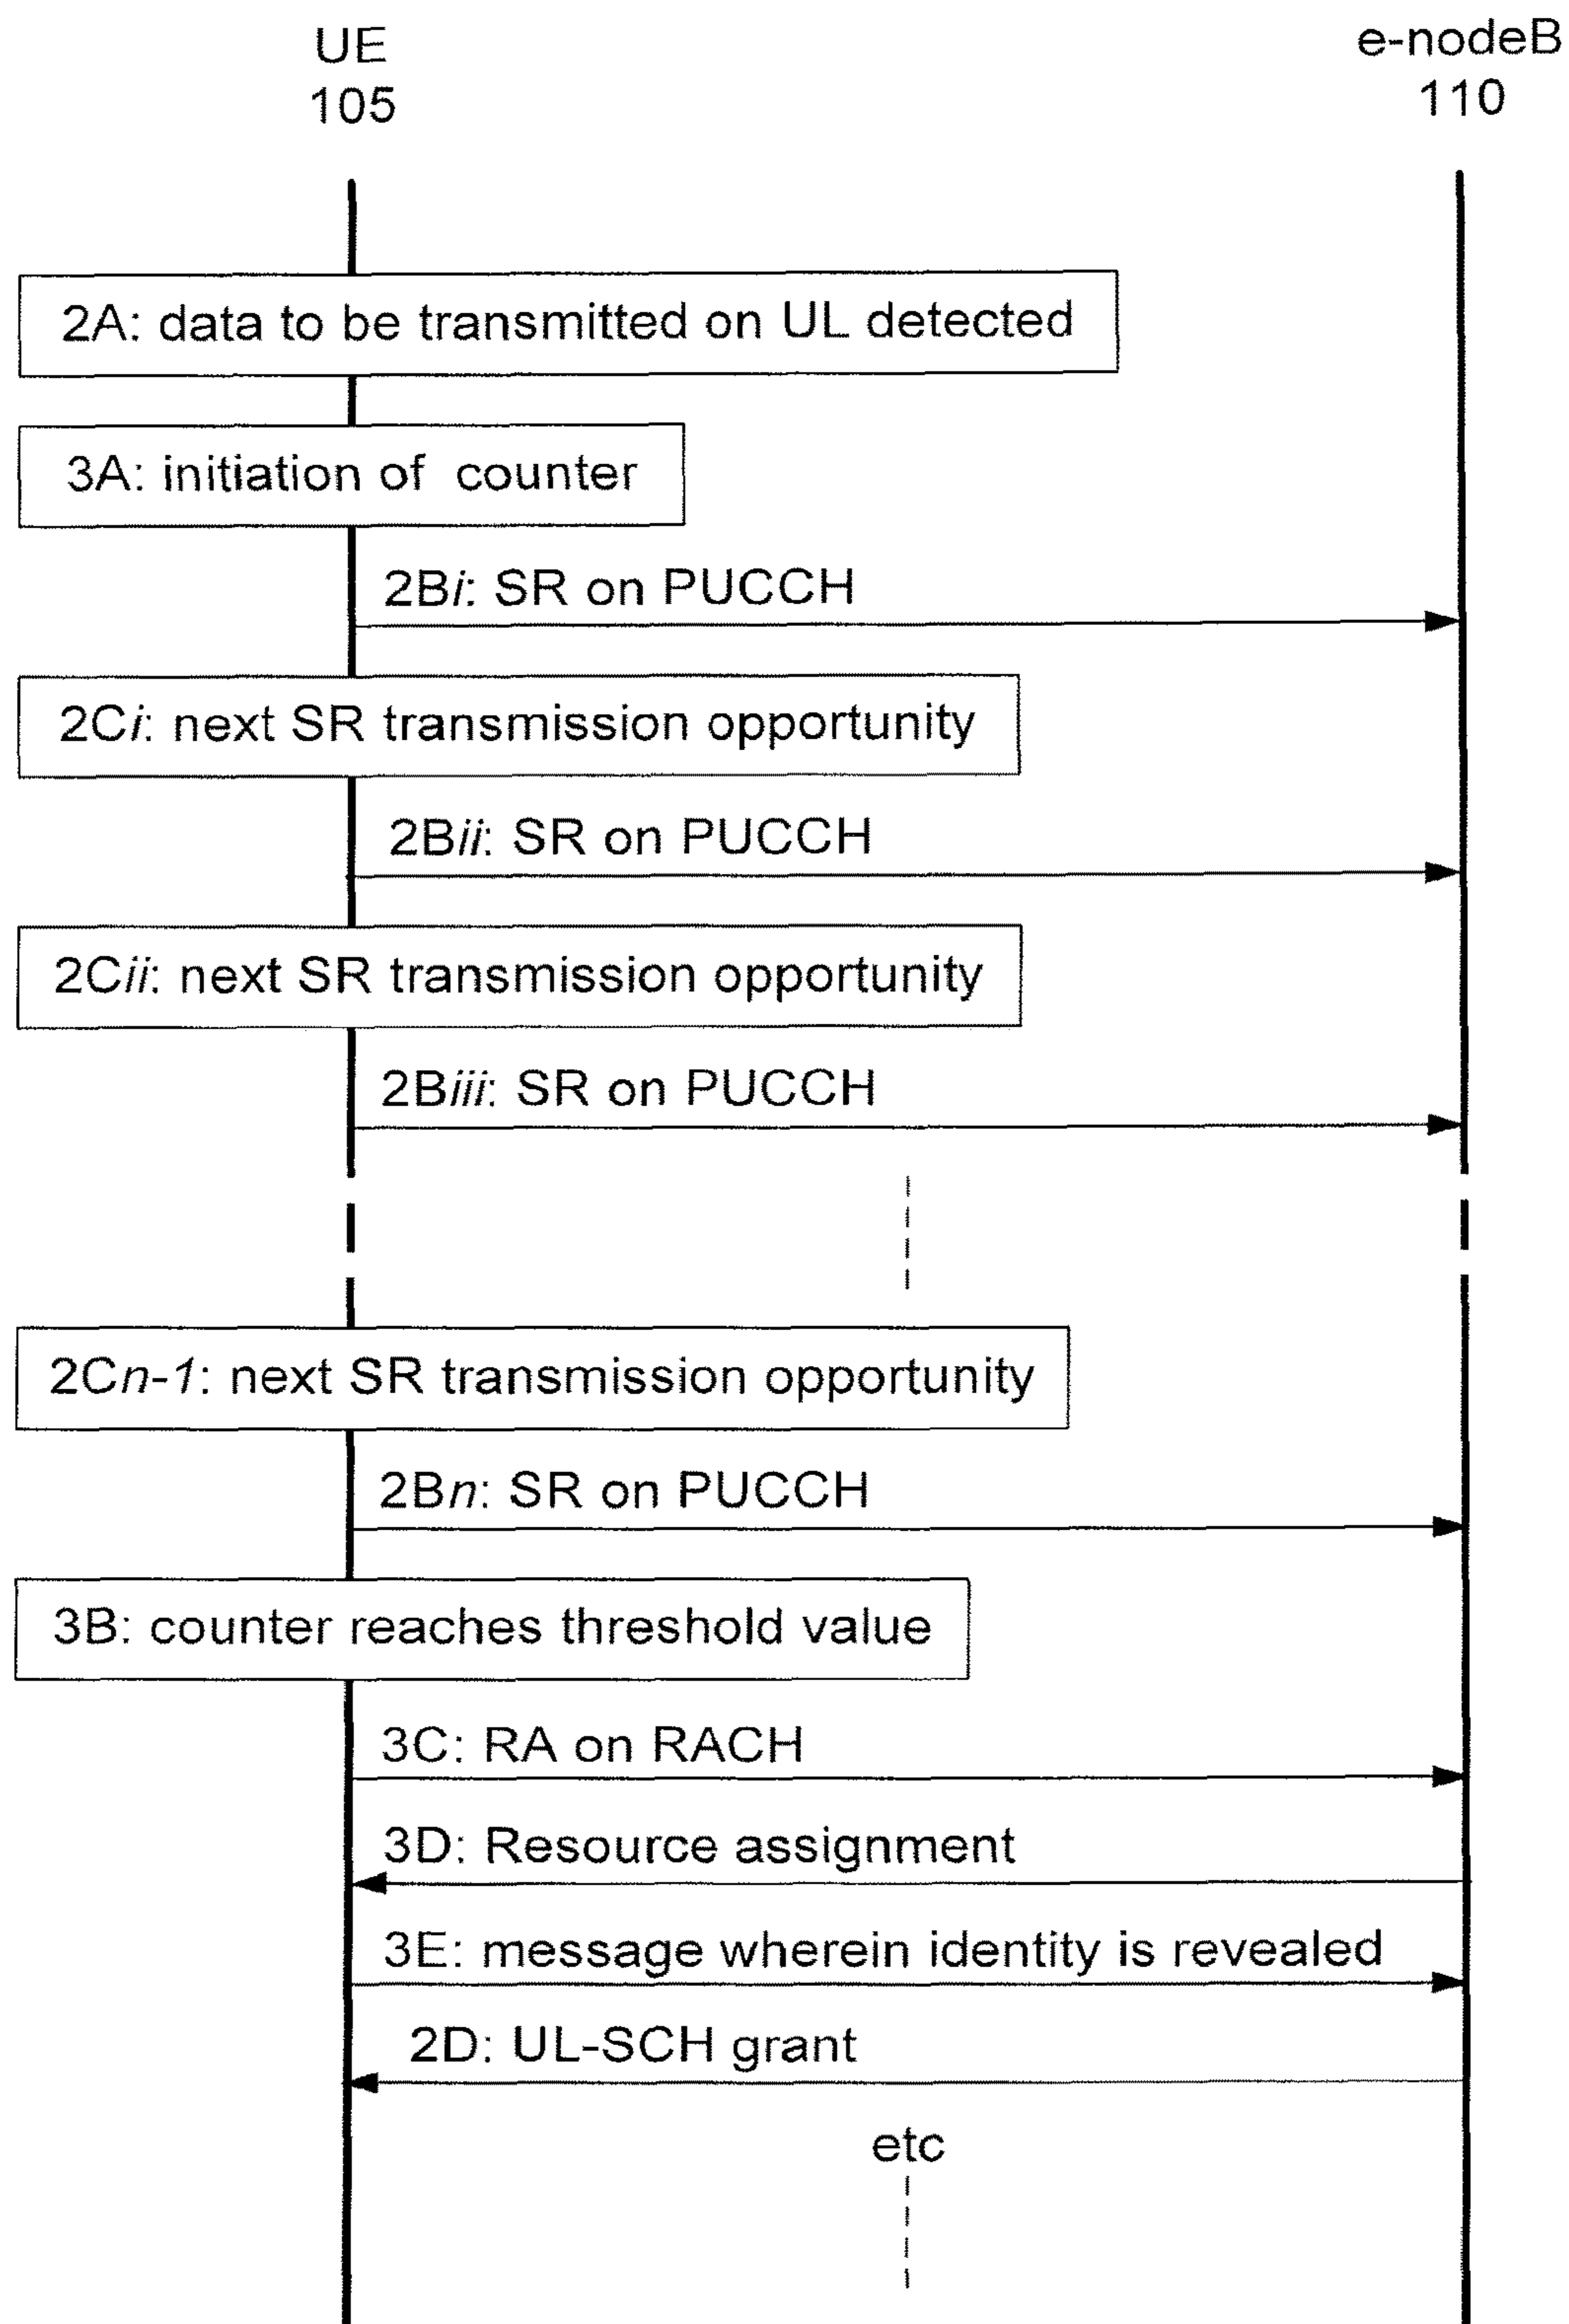 UE
105
e-nodeB
110
2A: data to be transmitted on UL detected
3A: initiation of counter
2Bi: SR on PUCCH
2Ci: next SR transmission opportunity
2Bii: SR on PUCCH
2Cii: next SR transmission opportunity
2Biii: SR on PUCCH
2Cn-1: next SR transmission opportunity
2Bn: SR on PUCCH
3B: counter reaches threshold value
3C: RA on RACH
3D: Resource assignment
3E: message wherein identity is revealed
2D: UL-SCH grant
etc